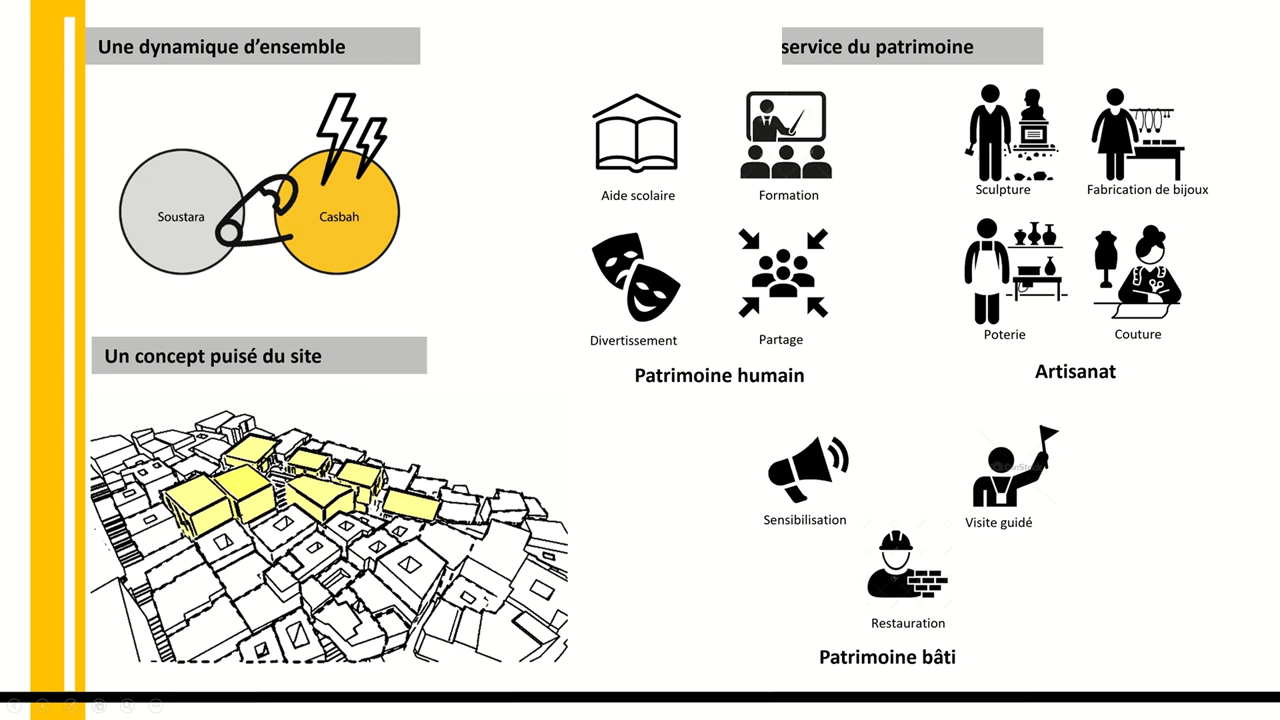 Une dynamique d’ensemble
Soustara
Casbah
Un concept puisé du site
service du patrimoine
Aide scolaire
Formation
Divertissement
Partage
Patrimoine humain
Sculpture
Fabrication de bijoux
Poterie
Couture
Artisanat
Sensibilisation
Visite guidé
Restauration
Patrimoine bâti